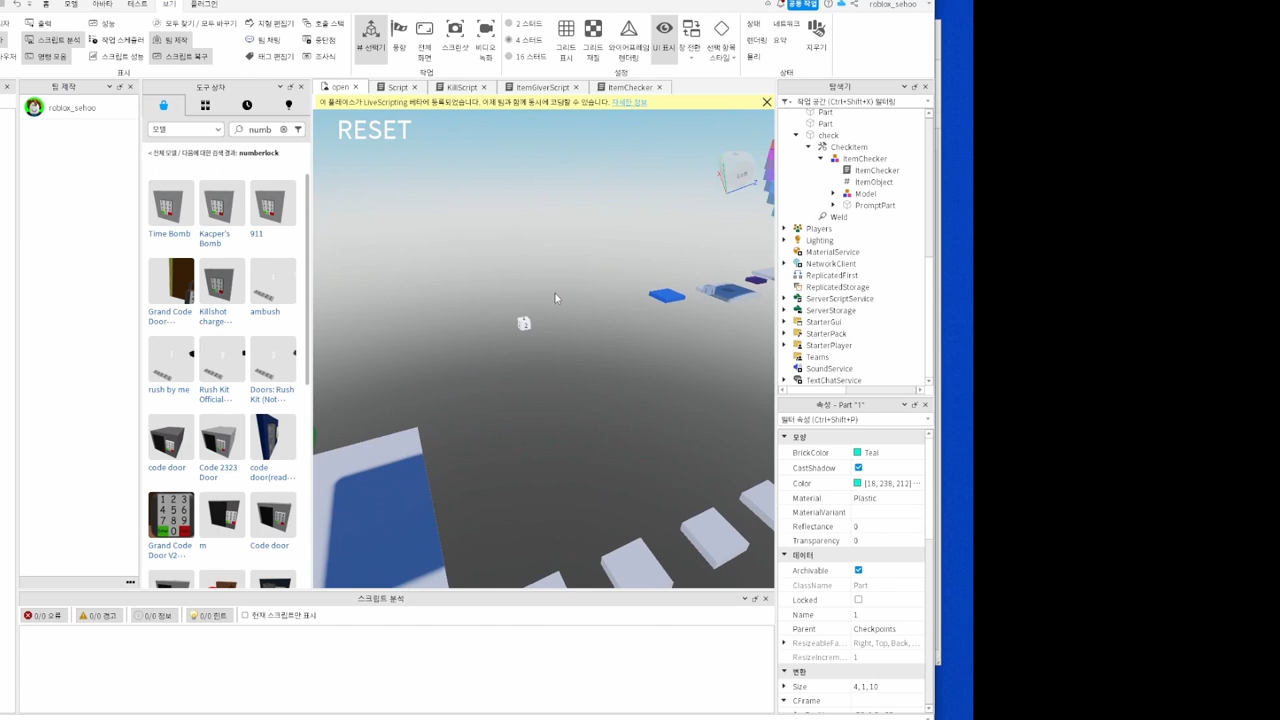 홈 모델 아바타 테스트 보기 플러그인
공동 작업
roblox_sehoo
출력 성능 모두 찾기 / 모두 바꾸기 지형 편집기 호출 스택
스크립트 분석 작업 스케줄러 팀 제작 팀 채팅 중단점
명령 모음 스크립트 성능 스크립트 복구 태그 편집기 조사식
표시
뷰 선택기
전체 화면
스크린샷
비디오 녹화
작업
2 스터드
4 스터드
16 스터드
그리드 표시
그리드 재질
와이어프레임 렌더링
UI 표시
창 전환
선택 항목 스타일
설정
상태 네트워크
렌더링 요약
물리
지우기
상태
팀 제작
roblox_sehoo
도구 상자
모델
numb
< 전체 모델 / 다음에 대한 검색 결과: numberlock
Time Bomb
Kacper's Bomb
911
Grand Code Door-···
Killshot charge···
ambush
rush by me
Rush Kit Official···
Doors: Rush Kit (Not···
code door
Code 2323 Door
code door(read···
1 2 3
4 5 6
7 8 9
0
Grand Code Door V2···
m
Code door
open
Script
KillScript
ItemGiverScript
ItemChecker
이 플레이스가 LiveScripting 베타에 등록되었습니다. 이제 팀과 함께 동시에 코딩할 수 있습니다. 자세한 정보
RESET
2
탐색기
작업 공간 (Ctrl+Shift+X) 필터링
Part
Part
check
CheckItem
ItemChecker
ItemChecker
ItemObject
Model
PromptPart
Weld
Players
Lighting
MaterialService
NetworkClient
ReplicatedFirst
ReplicatedStorage
ServerScriptService
ServerStorage
StarterGui
StarterPack
StarterPlayer
Teams
SoundService
TextChatService
속성 - Part "1"
필터 속성 (Ctrl+Shift+P)
모양
BrickColor Teal
CastShadow
Color [18, 238, 212] ···
Material Plastic
MaterialVariant
Reflectance 0
Transparency 0
데이터
Archivable
ClassName Part
Locked
Name 1
Parent Checkpoints
ResizeableFa... Right, Top, Back, ...
ResizeIncrem... 1
변환
Size 4, 1, 10
CFrame
스크립트 분석
0/0 오류 0/0 경고 0/0 정보 0/0 힌트 현재 스크립트만 표시